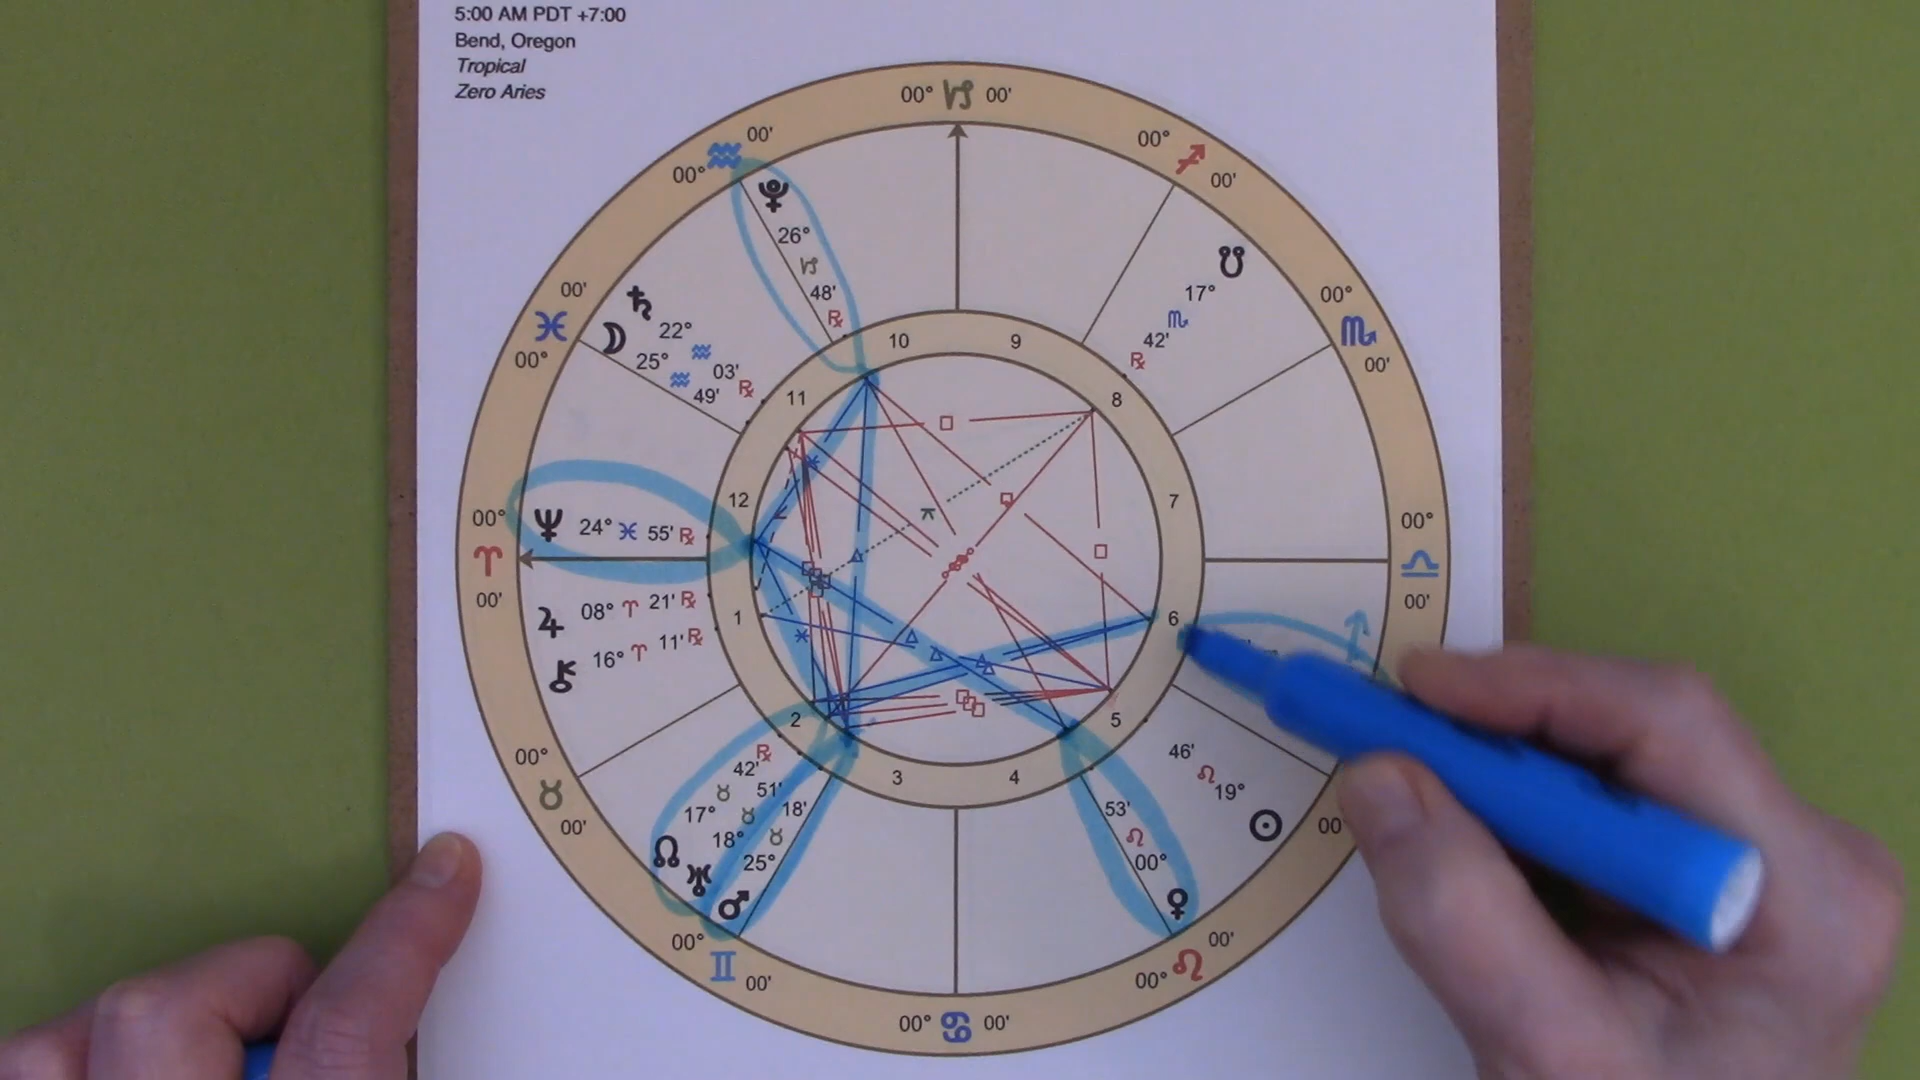 5:00 AM PDT +7:00
Bend, Oregon
Tropical
Zero Aries
00° ♑ 00'
00° ♐ 00'
00° ♒ 00'
♇ 26° ♑ 48' ℞
☋ 17° ♏ 42' ℞
00° ♏ 00'
00' ♓ 00°
♄ 22° ♒ 03' ℞
☽ 25° ♒ 49'
10 9
11 8
12 7
1 6
2 5
3 4
00° ♈ 00'
♆ 24° ♓ 55' ℞
00° ♎ 00'
♃ 08° ♈ 21' ℞
⚷ 16° ♈ 11' ℞
00° ♉ 00'
☊ 17° ♉ 42' ℞
♅ 18° ♉ 51'
♂ 25° ♉ 18'
46' ♌ 19° ☉
53' ♌ 00° ♀
00
00° ♊ 00'
00° ♌ 00'
00° ♋ 00'